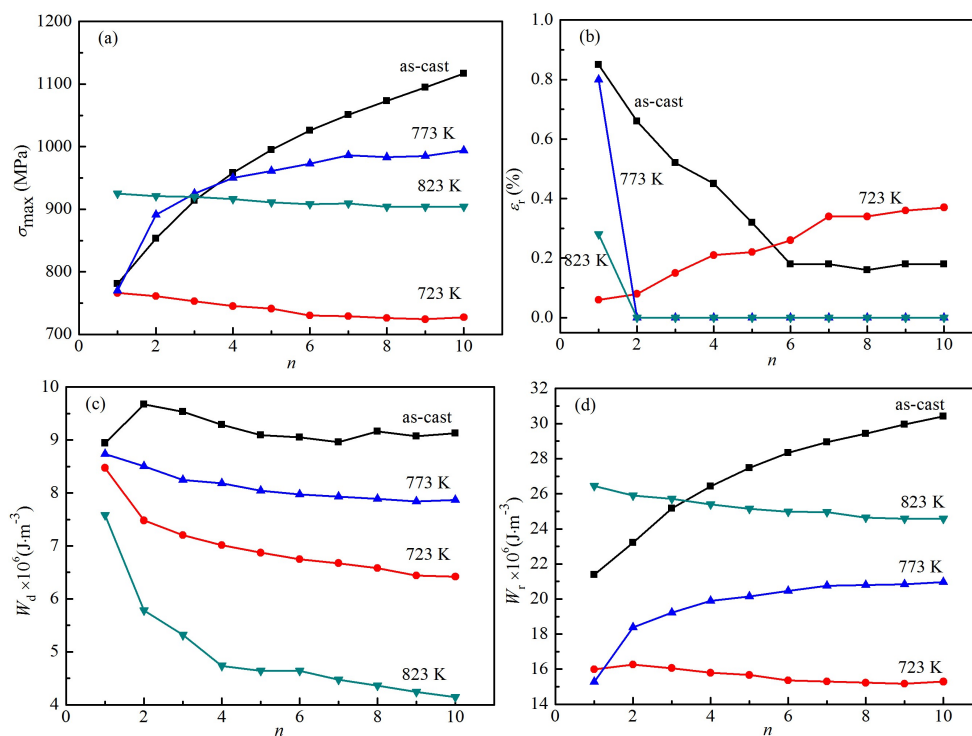 (a)
1200
1100
1000
900
800
700
σmax (MPa)
as-cast
773 K
823 K
723 K
0 2 4 6 8 10
n
(b)
1.0
0.8
0.6
0.4
0.2
0.0
εr (%)
as-cast
773 K
723 K
823 K
0 2 4 6 8 10
n
(c)
10
9
8
7
6
5
4
Wd ×10⁶(J·m⁻³)
as-cast
773 K
723 K
823 K
0 2 4 6 8 10
n
(d)
32
30
28
26
24
22
20
18
16
14
Wr ×10⁶(J·m⁻³)
as-cast
823 K
773 K
723 K
0 2 4 6 8 10
n